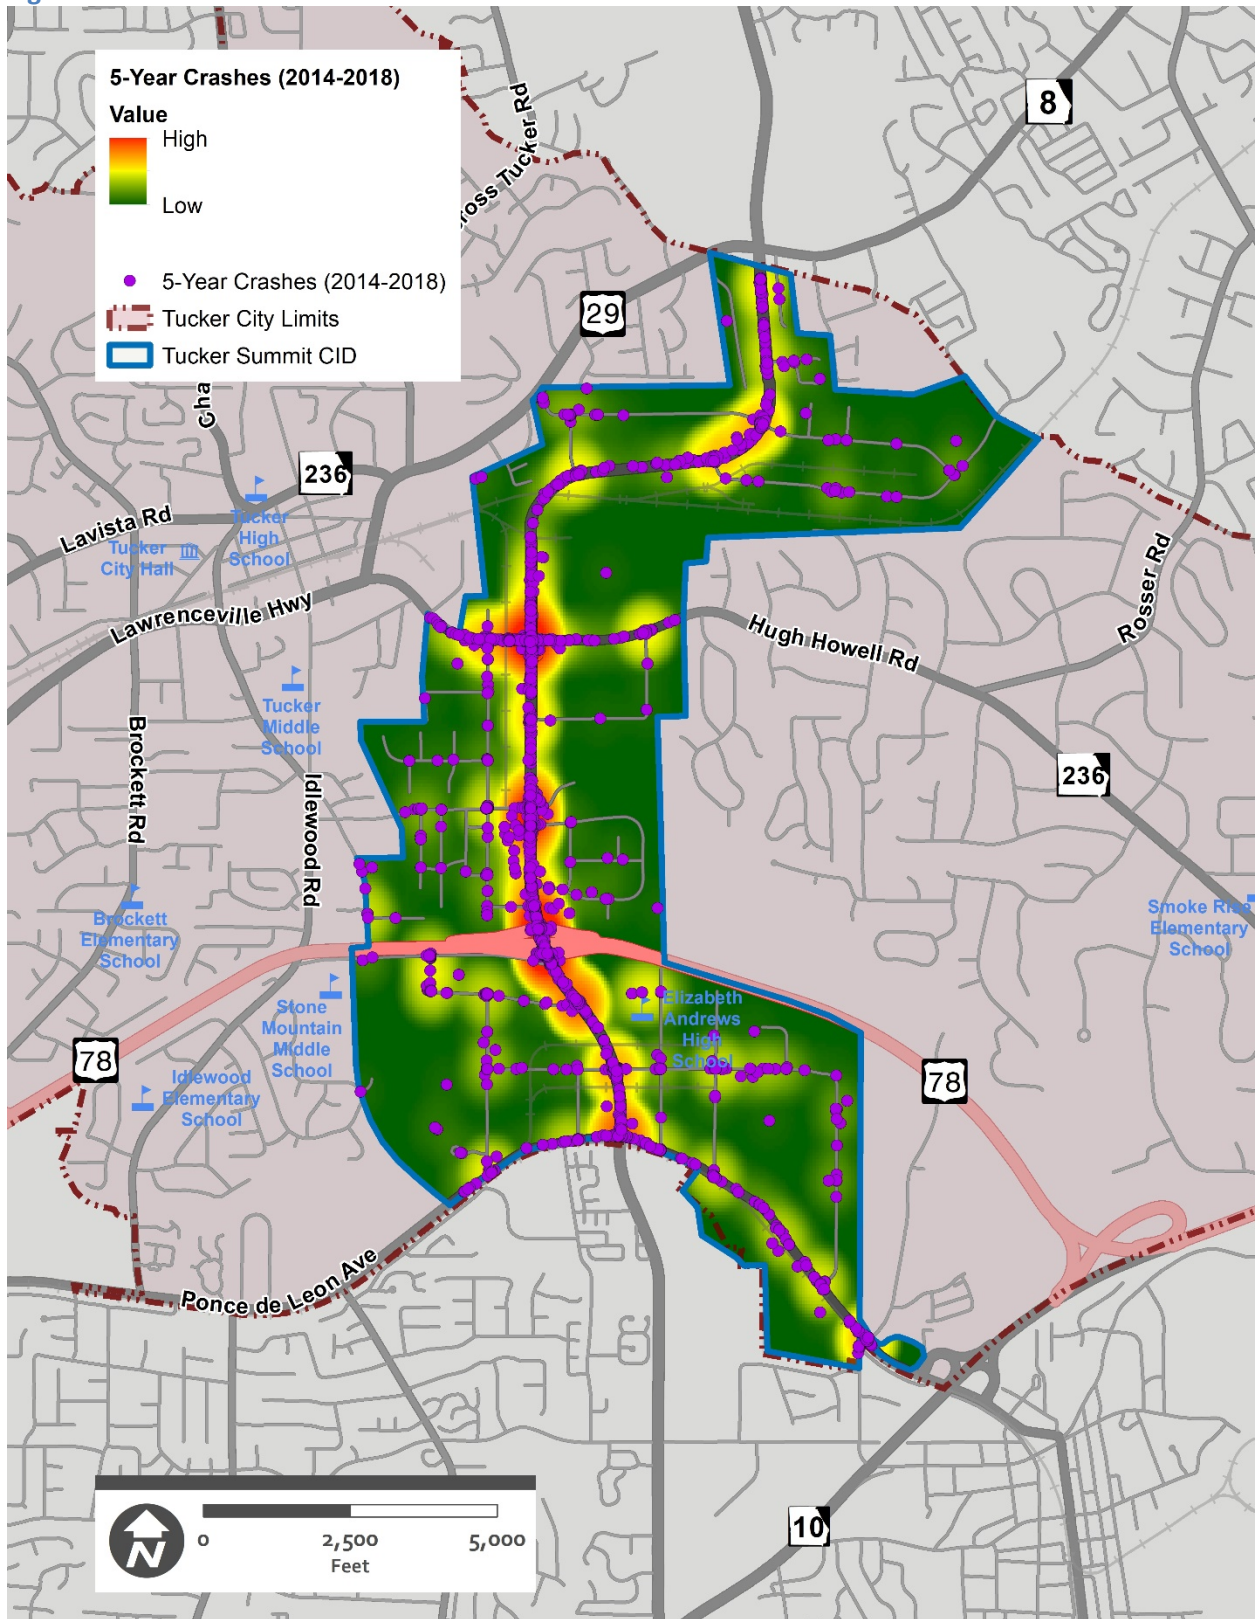 5-Year Crashes (2014-2018)
Value
High
Low
5-Year Crashes (2014-2018)
Tucker City Limits
Tucker Summit CID
ross Tucker Rd
8
29
Cha
236
Lavista Rd
Tucker
High
School
Tucker
City Hall
Lawrenceville Hwy
Rosser Rd
Hugh Howell Rd
Tucker
Middle
School
Brockett Rd
Idlewood Rd
236
Brockett
Elementary
School
Smoke Rise
Elementary
School
Stone
Mountain
Middle
School
Elizabeth
Andrews
High
School
78
78
Idlewood
Elementary
School
Ponce de Leon Ave
N
0 2,500 5,000
Feet
10